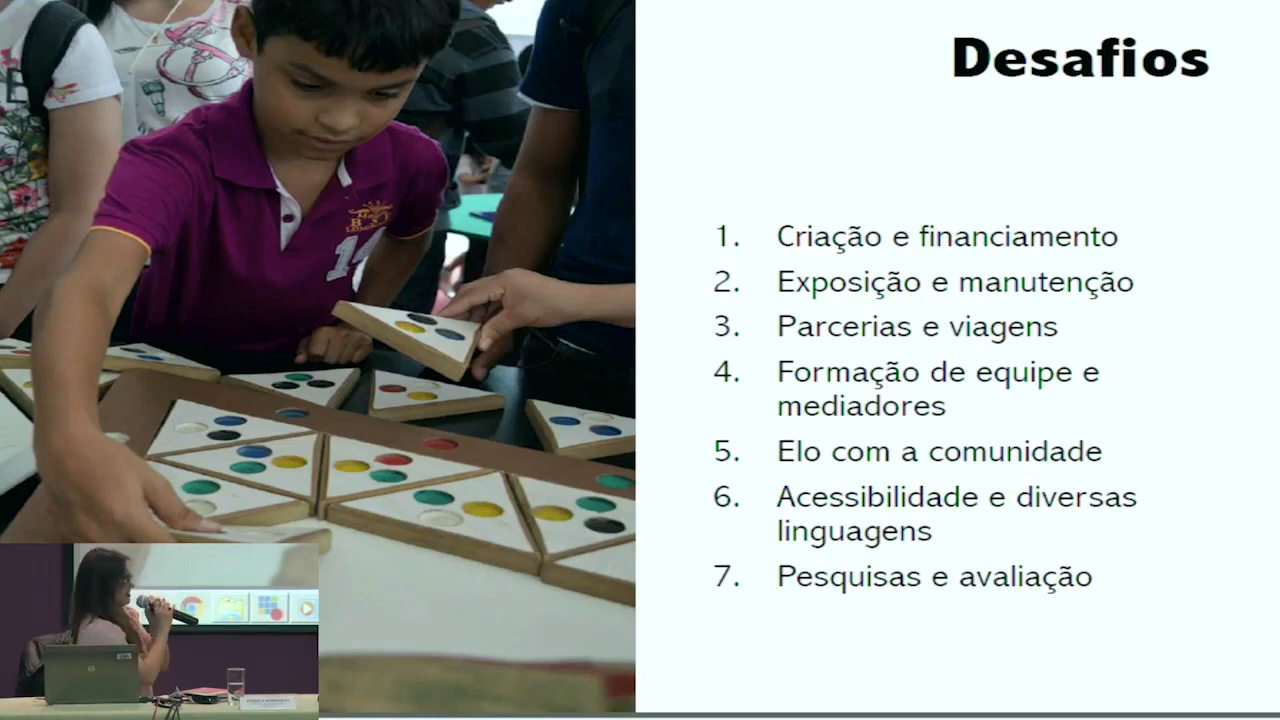 Desafios
1. Criação e financiamento
2. Exposição e manutenção
3. Parcerias e viagens
4. Formação de equipe e
mediadores
5. Elo com a comunidade
6. Acessibilidade e diversas
linguagens
7. Pesquisas e avaliação
14